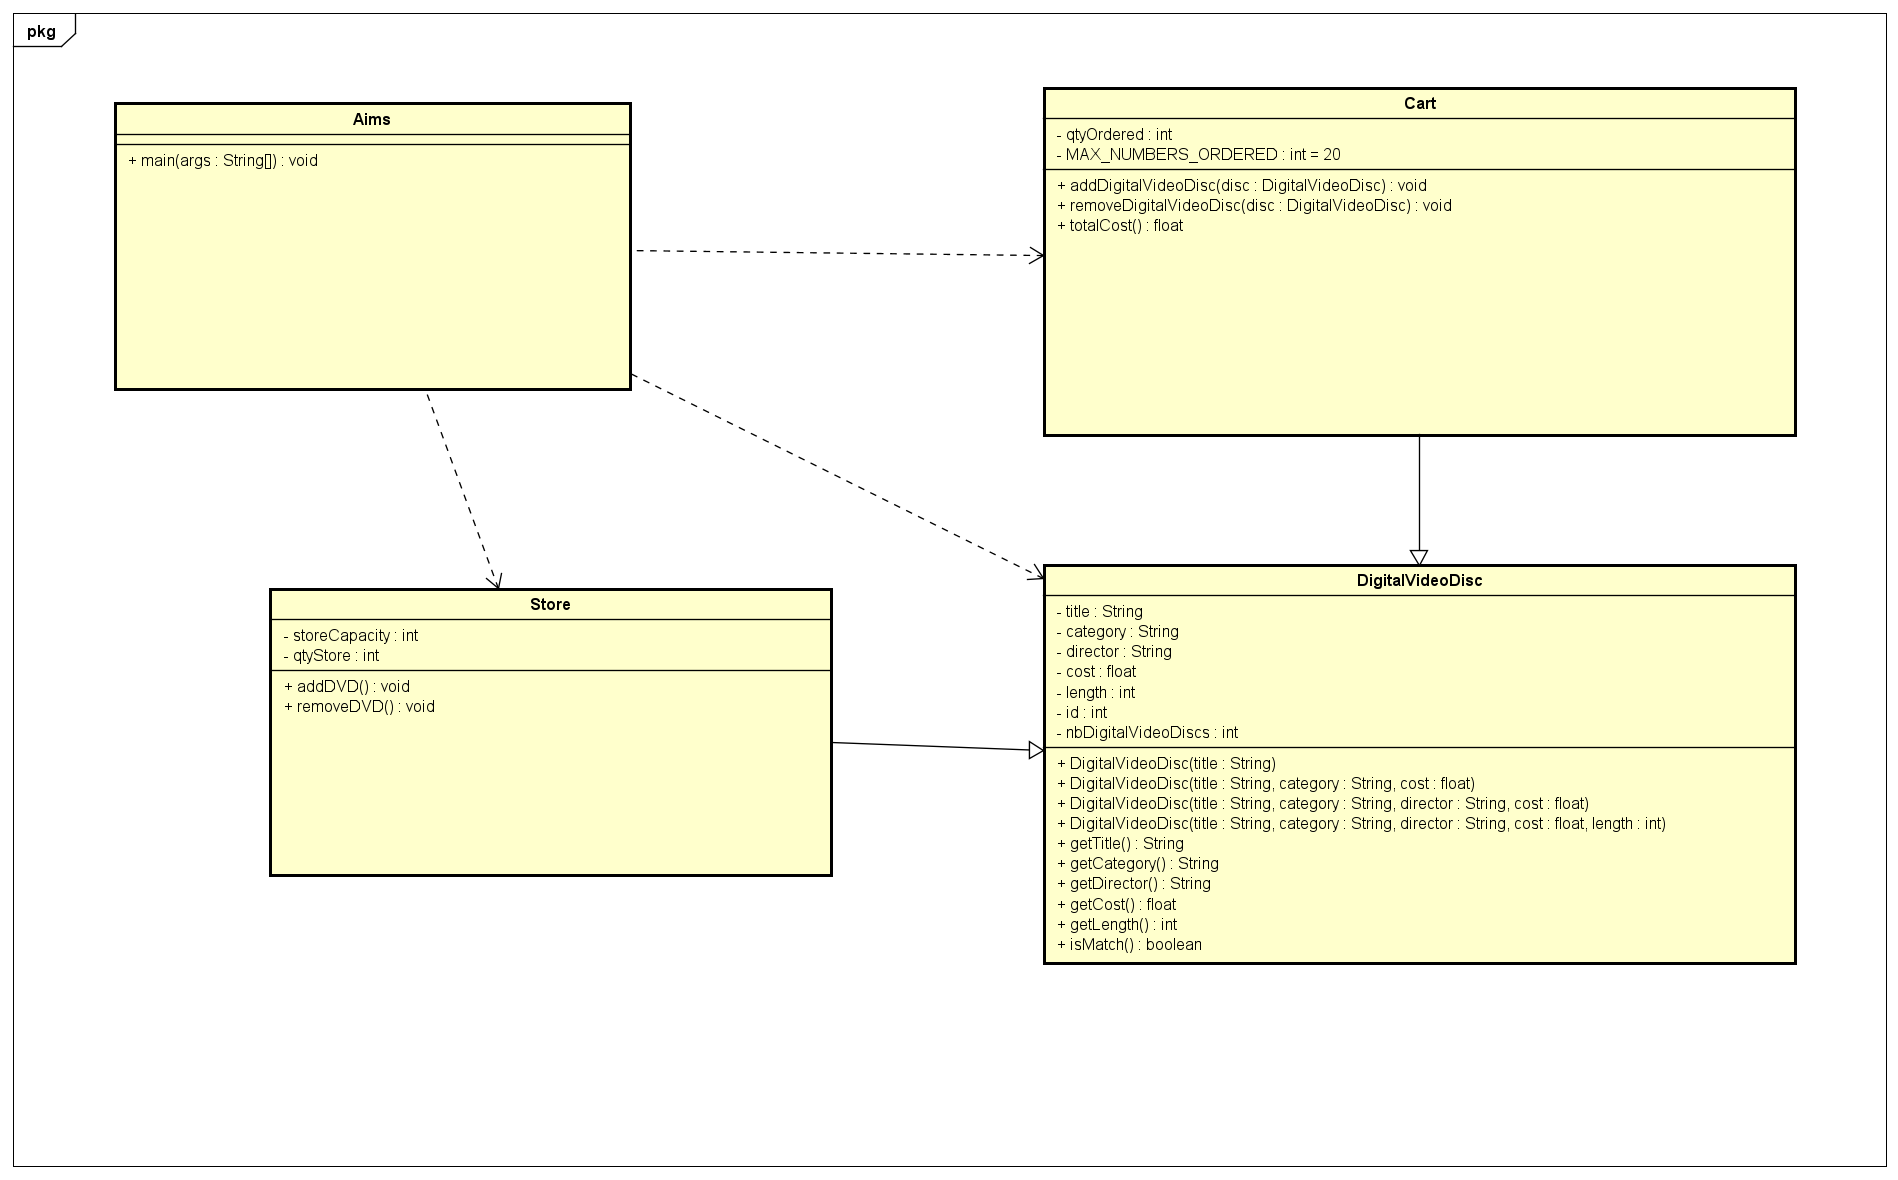 pkg
Aims
+ main(args : String[]) : void
Cart
- qtyOrdered : int
- MAX_NUMBERS_ORDERED : int = 20
+ addDigitalVideoDisc(disc : DigitalVideoDisc) : void
+ removeDigitalVideoDisc(disc : DigitalVideoDisc) : void
+ totalCost() : float
Store
- storeCapacity : int
- qtyStore : int
+ addDVD() : void
+ removeDVD() : void
DigitalVideoDisc
- title : String
- category : String
- director : String
- cost : float
- length : int
- id : int
- nbDigitalVideoDiscs : int
+ DigitalVideoDisc(title : String)
+ DigitalVideoDisc(title : String, category : String, cost : float)
+ DigitalVideoDisc(title : String, category : String, director : String, cost : float)
+ DigitalVideoDisc(title : String, category : String, director : String, cost : float, length : int)
+ getTitle() : String
+ getCategory() : String
+ getDirector() : String
+ getCost() : float
+ getLength() : int
+ isMatch() : boolean